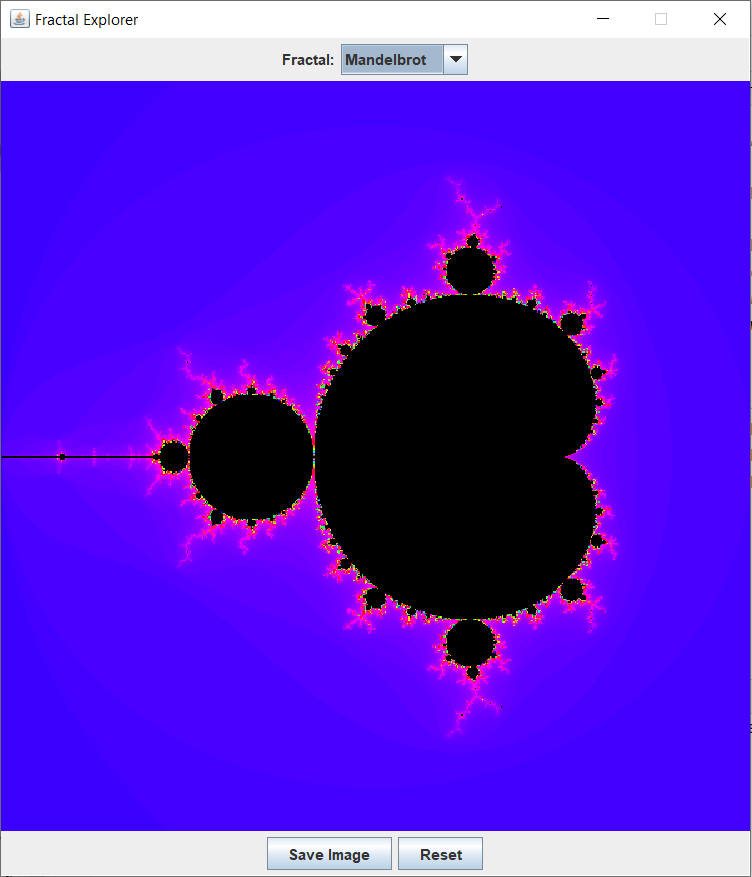 Fractal Explorer
Fractal: Mandelbrot
Save Image Reset